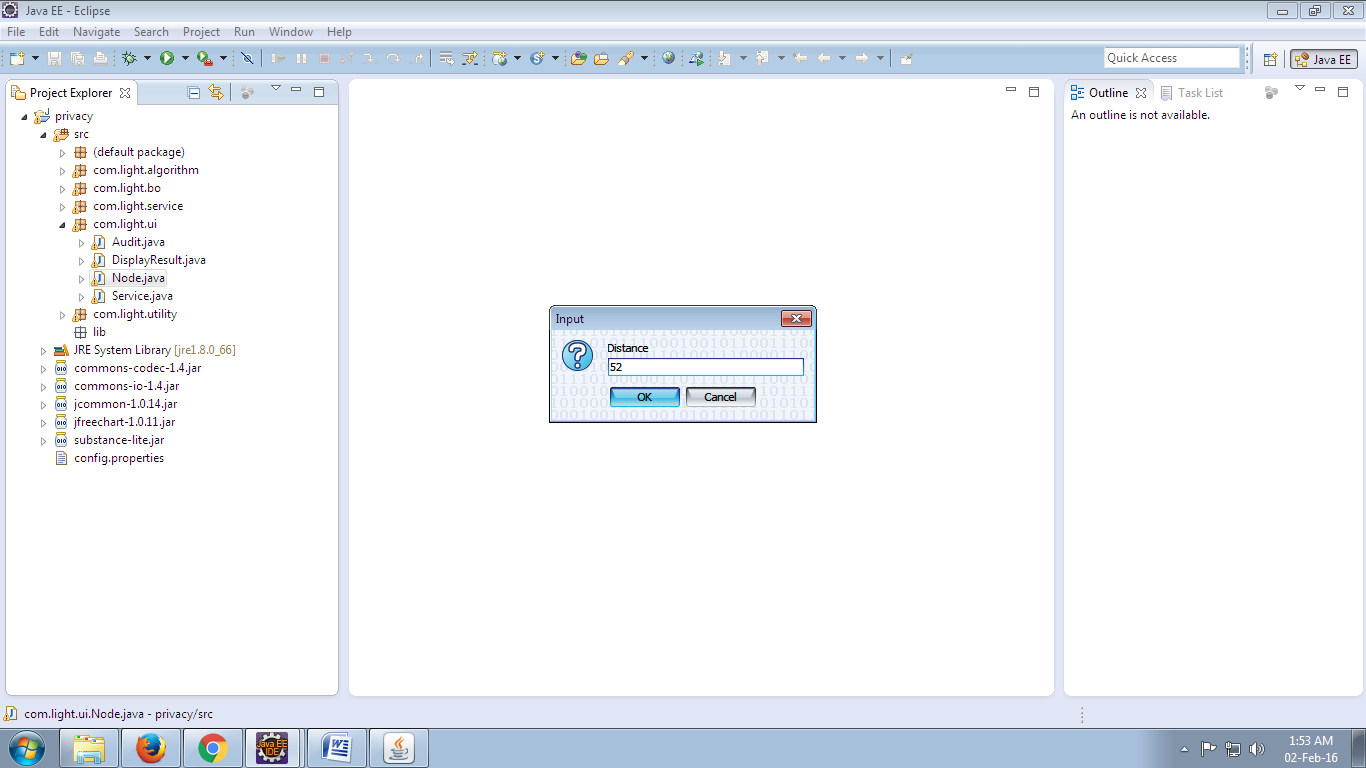 Java EE - Eclipse
File Edit Navigate Search Project Run Window Help
Quick Access
Java EE
Project Explorer
privacy
src
(default package)
com.light.algorithm
com.light.bo
com.light.service
com.light.ui
Audit.java
DisplayResult.java
Node.java
Service.java
com.light.utility
lib
JRE System Library [jre1.8.0_66]
commons-codec-1.4.jar
commons-io-1.4.jar
jcommon-1.0.14.jar
jfreechart-1.0.11.jar
substance-lite.jar
config.properties
Input
Distance
52
OK Cancel
Outline Task List
An outline is not available.
com.light.ui.Node.java - privacy/src
Java EE
IDE
1:53 AM
02-Feb-16